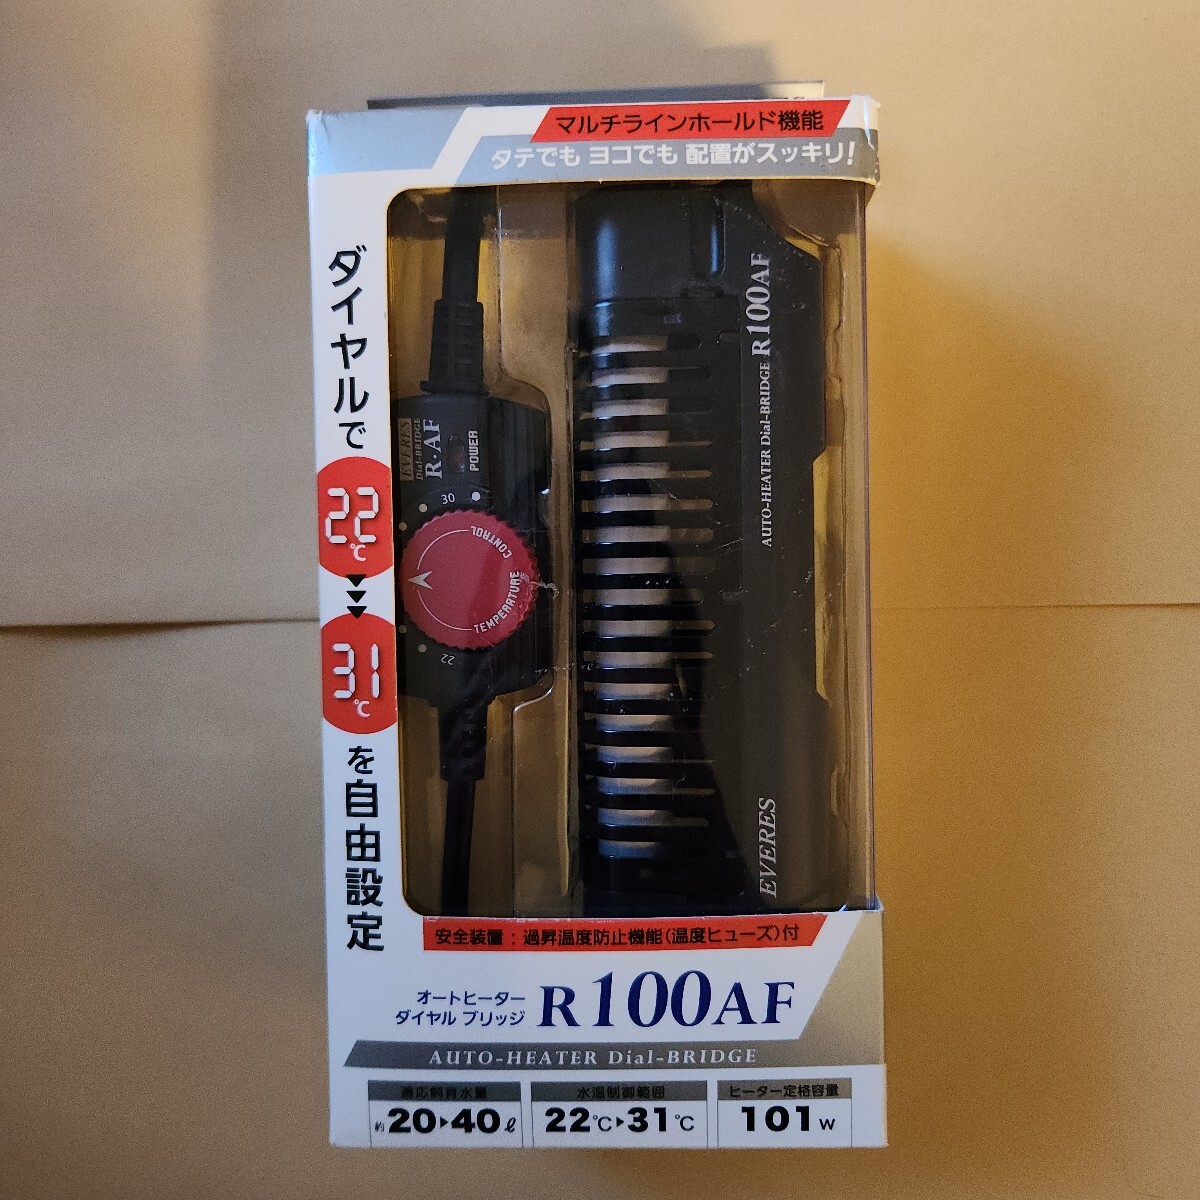 マルチラインホールド機能
タテでも ヨコでも 配置がスッキリ!
ダイヤルで
22℃
31℃
を自由設定
EVERES
Dial-BRIDGE
R・AF
POWER
30
CONTROL
TEMPERATURE
22
AUTO-HEATER Dial-BRIDGE R100AF
EVERES
安全装置：過昇温度防止機能(温度ヒューズ)付
オートヒーター
ダイヤル ブリッジ
R100AF
AUTO-HEATER Dial-BRIDGE
適応飼育水量
約20▶40ℓ
水温制御範囲
22℃▶31℃
ヒーター定格容量
101W